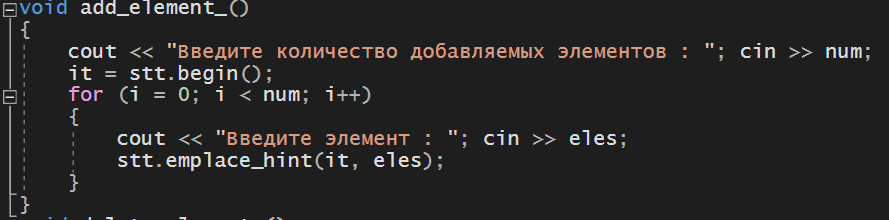 void add_element_()
{
cout << "Введите количество добавляемых элементов : "; cin >> num;
it = stt.begin();
for (i = 0; i < num; i++)
{
cout << "Введите элемент : "; cin >> eles;
stt.emplace_hint(it, eles);
}
}